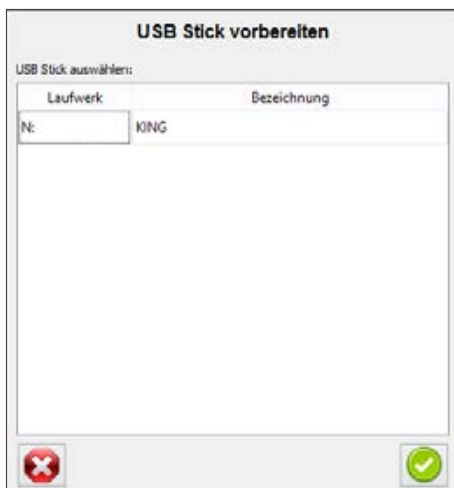 USB Stick vorbereiten
USB Stick auswählen:
Laufwerk Bezeichnung
N: KING